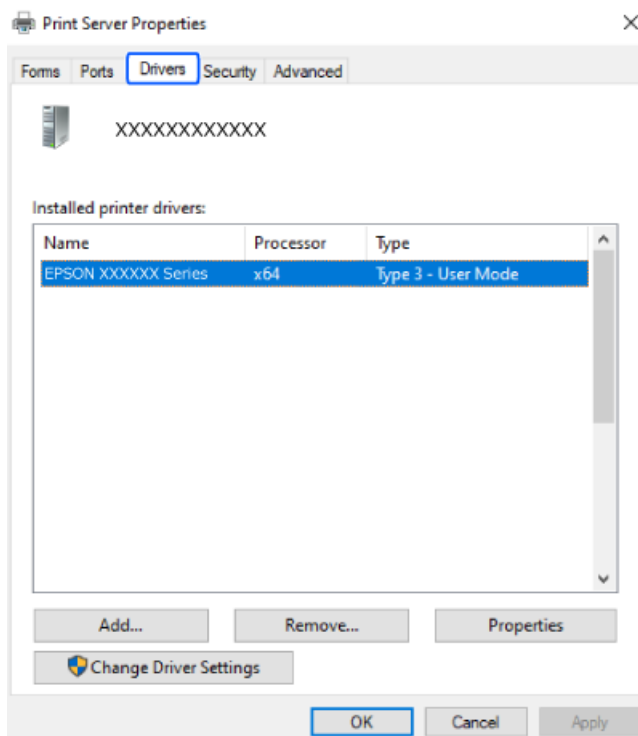 Print Server Properties
Forms Ports Drivers Security Advanced
XXXXXXXXXXXX
Installed printer drivers:
Name Processor Type
EPSON XXXXXX Series x64 Type 3 - User Mode
Add... Remove... Properties
Change Driver Settings
OK Cancel Apply